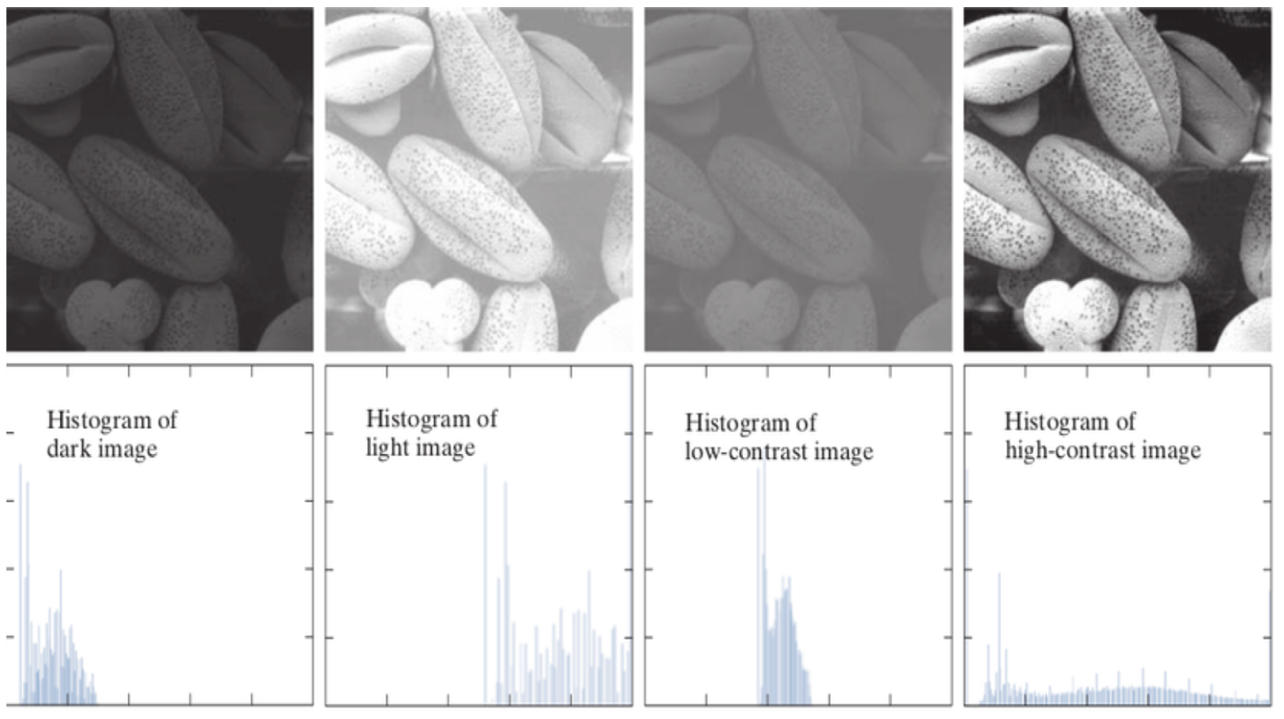 Histogram of
dark image
Histogram of
light image
Histogram of
low-contrast image
Histogram of
high-contrast image